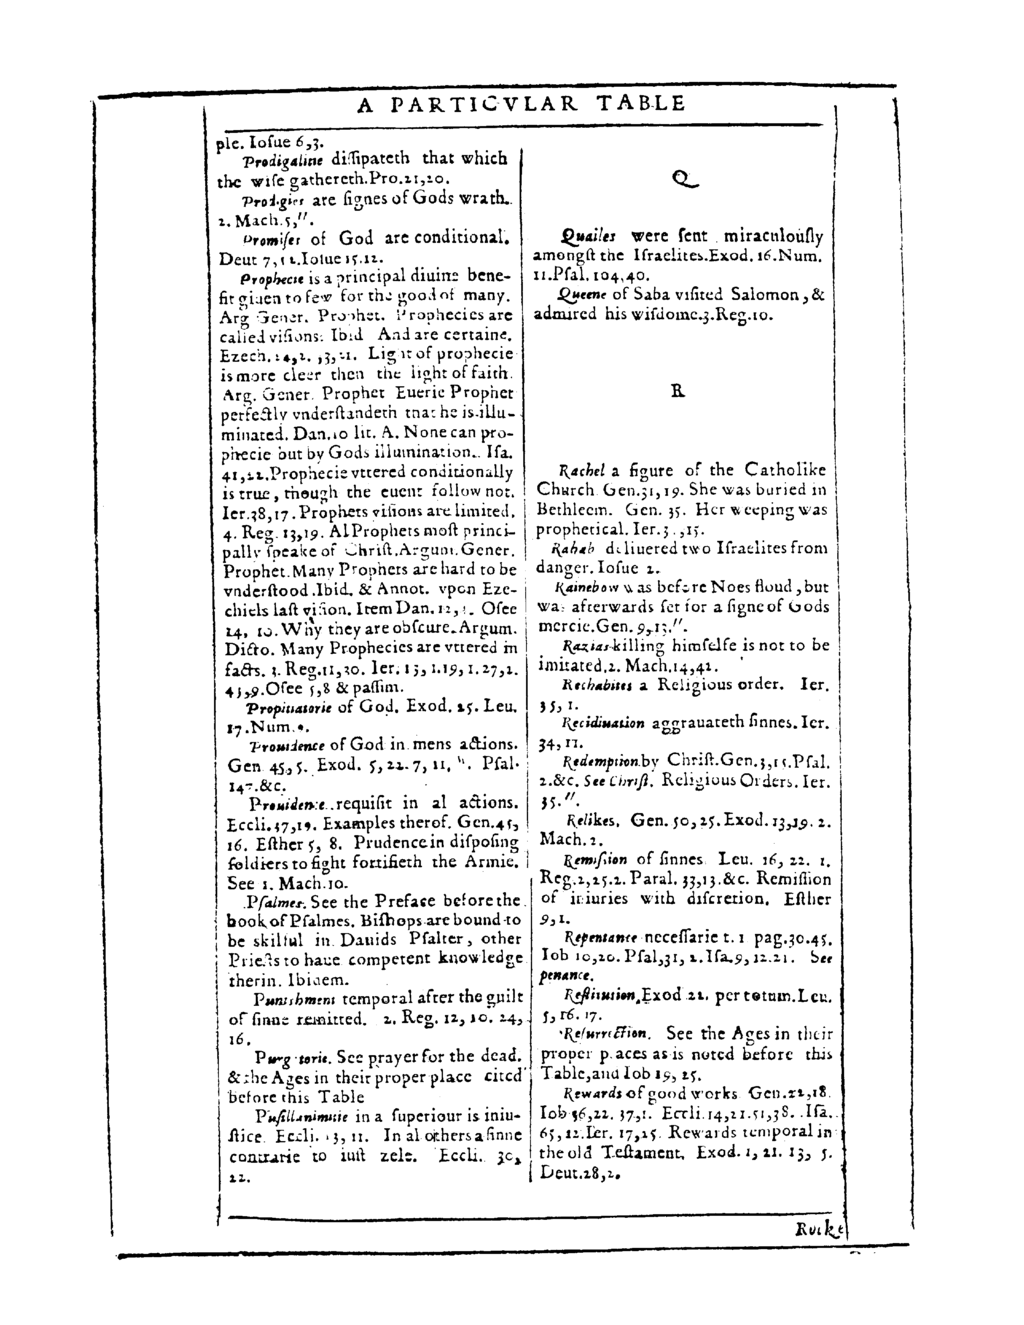 A PARTICVLAR TABLE
ple. Iosue 6,3.
Prodigalitie dissipateth that which
the wise gathereth. Pro. 21,20.
Prodigies are signes of Gods wrath.
2. Mach. 5,".
Promises of God are conditional.
Deut 7, Iosue 15.12.
Prophecie is a principal diuine bene-
fit giuen to few for the good of many.
Arg Gener. Prophet. Prophecies are
called visions: Ibid And are certaine.
Ezech. Light of prophecie
is more cleer then the light of faith.
Arg. Gener. Prophet Euerie Prophet
perfectly vnderstandeth that he is illu-
minated. Dan. 10 lit. A. None can pro-
phecie but by Gods illumination. Isa.
41,22. Prophecie vttered conditionally
is true, though the euent follow not.
Ier. 38,17. Prophets visions are limited.
4. Reg. 13,19. Al Prophets most princi-
pally speake of Christ. Argum. Gener.
Prophet. Many Prophets are hard to be
vnderstood. Ibid. & Annot. vpon Eze-
chiels last vision. Item Dan. 12, Osee
14, 10. Why they are obscure. Argum.
Dicto. Many Prophecies are vttered in
facts. 3. Reg. 11,30. Ier. 13, 1. 19, 1. 27,2.
43,9. Osee 5,8 & passim.
Propitiatorie of God. Exod. 25. Leu.
17. Num.
Prouidence of God in mens actions.
Gen 45,5. Exod. 5, 22. 7, 11, ". Psal.
147. &c.
Prouidence requisit in al actions.
Eccli. 37,19. Examples therof. Gen. 41,
16. Esther 5, 8. Prudence in disposing
soldiers to fight fortifieth the Armie.
See 1. Mach. 10.
Psalmes. See the Preface before the
book of Psalmes. Bishops are bound to
be skilful in Dauids Psalter, other
Priests to haue competent knowledge
therin. Ibidem.
Punishment temporal after the guilt
of sinne remitted. 2. Reg. 12, 10. 24,
16.
Purgatorie. See prayer for the dead.
& the Ages in their proper place cited
before this Table
Pusillanimitie in a superiour is iniu-
stice. Eccli. 13, 11. In al others a sinne
contrarie to iust zele. Eccli. 30,
22.
Q
Quailes were sent miraculously
amongst the Israelites. Exod. 16. Num.
11. Psal. 104, 40.
Queene of Saba visited Salomon, &
admired his wisdome. 3. Reg. 10.
R
Rachel a figure of the Catholike
Church Gen. 31, 19. She was buried in
Bethleem. Gen. 35. Her weeping was
prophetical. Ier. 3 ,15.
Rahab deliuered two Israelites from
danger. Iosue 2.
Rainebow was before Noes floud, but
was afterwards set for a signe of Gods
mercie. Gen. 9, 13.".
Razias killing himselfe is not to be
imitated. 2. Mach. 14,41.
Rechabites a Religious order. Ier.
35, 1.
Recidiuation aggrauateth sinnes. Ier.
34, 11.
Redemption by Christ. Gen. 3,15. Psal.
2. &c. See Christ. Religious Orders. Ier.
35.".
Relikes. Gen. 50, 25. Exod. 13,19. 2.
Mach. 2.
Remission of sinnes Leu. 16, 22. 1.
Reg. 2,25. 2. Paral. 33,13. &c. Remission
of iniuries with discretion. Esther
9, 1.
Repentance necessarie t. 1 pag. 30. 45.
Iob 10,20. Psal. 31, 1. Isa. 9, 12. 21. See
penance.
Restitution. Exod 22. per totum. Leu.
5, 16. 17.
Resurrection. See the Ages in their
proper places as is noted before this
Table, and Iob 19, 25.
Rewards of good works Gen. 22,18.
Iob 36,22. 37,1. Eccli. 14,21. 51,38. Isa.
65, 12. Ier. 17,25. Rewards temporal in
the old Testament. Exod. 1, 21. 13, 5.
Deut. 28,2.
Rocke